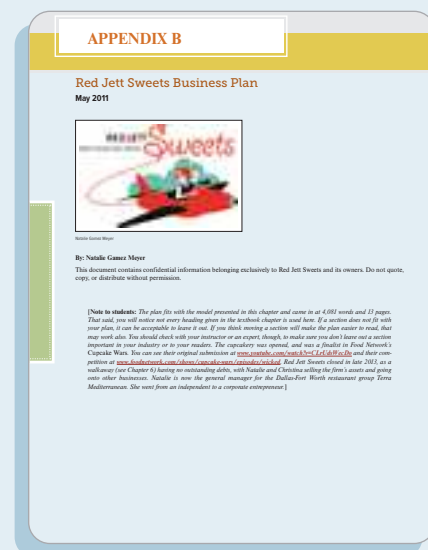 APPENDIX B
Red Jett Sweets Business Plan
May 2011
RED JETT
Sweets
Natalie Gamez Meyer
By: Natalie Gamez Meyer
This document contains confidential information belonging exclusively to Red Jett Sweets and its owners. Do not quote,
copy, or distribute without permission.
[Note to students: The plan fits with the model presented in this chapter and came in at 4,081 words and 13 pages.
That said, you will notice not every heading given in the textbook chapter is used here. If a section does not fit with
your plan, it can be acceptable to leave it out. If you think moving a section will make the plan easier to read, that
may work also. You should check with your instructor or an expert, though, to make sure you don't leave out a section
important in your industry or to your readers. The cupcakery was opened, and was a finalist in Food Network's
Cupcake Wars. You can see their original submission at and their com-
petition at www.foodnetwork.com/shows/cupcake-wars/episodes/wicked. Red Jett Sweets closed in late 2013, as a
walkaway (see Chapter 6) having no outstanding debts, with Natalie and Christina selling the firm's assets and going
onto other businesses. Natalie is now the general manager for the Dallas-Fort Worth restaurant group Terra
Mediterranean. She went from an independent to a corporate entrepreneur.]